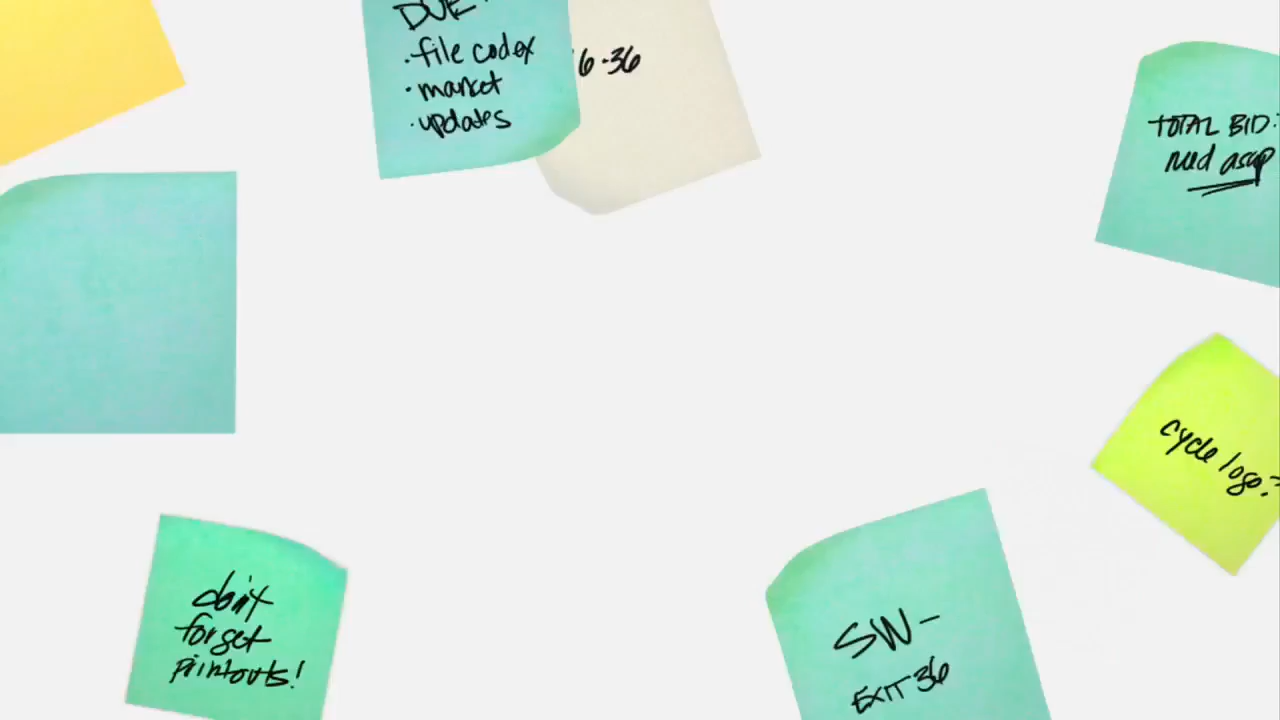 DUE:
·file codex
·market
·updates
6·36
TOTAL BID:
need asap
cycle logo?
don't
forget
printouts!
SW-
EXIT 36